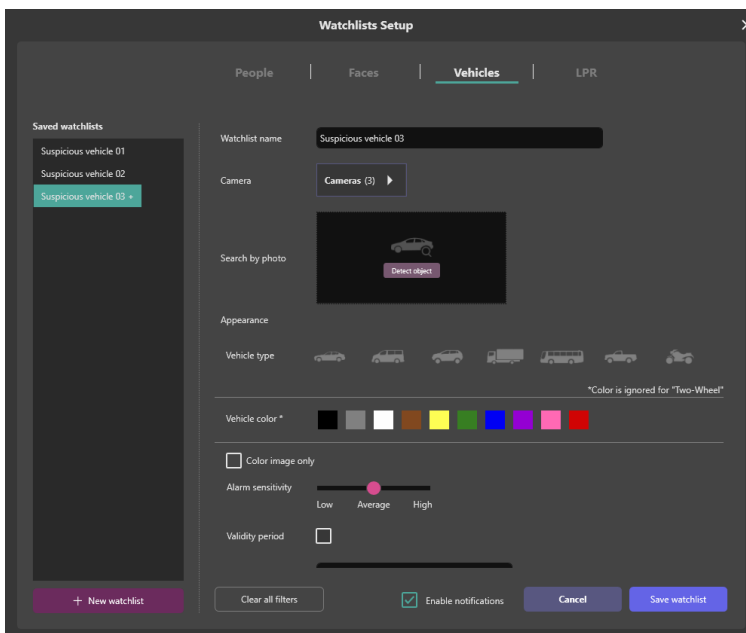 Watchlists Setup
People
Faces
Vehicles
LPR
Saved watchlists
Suspicious vehicle 01
Suspicious vehicle 02
Suspicious vehicle 03 +
+ New watchlist
Watchlist name
Suspicious vehicle 03
Camera
Cameras (3)
Search by photo
Detect object
Appearance
Vehicle type
*Color is ignored for "Two-Wheel"
Vehicle color *
Color image only
Alarm sensitivity
Low Average High
Validity period
Clear all filters
Enable notifications
Cancel
Save watchlist